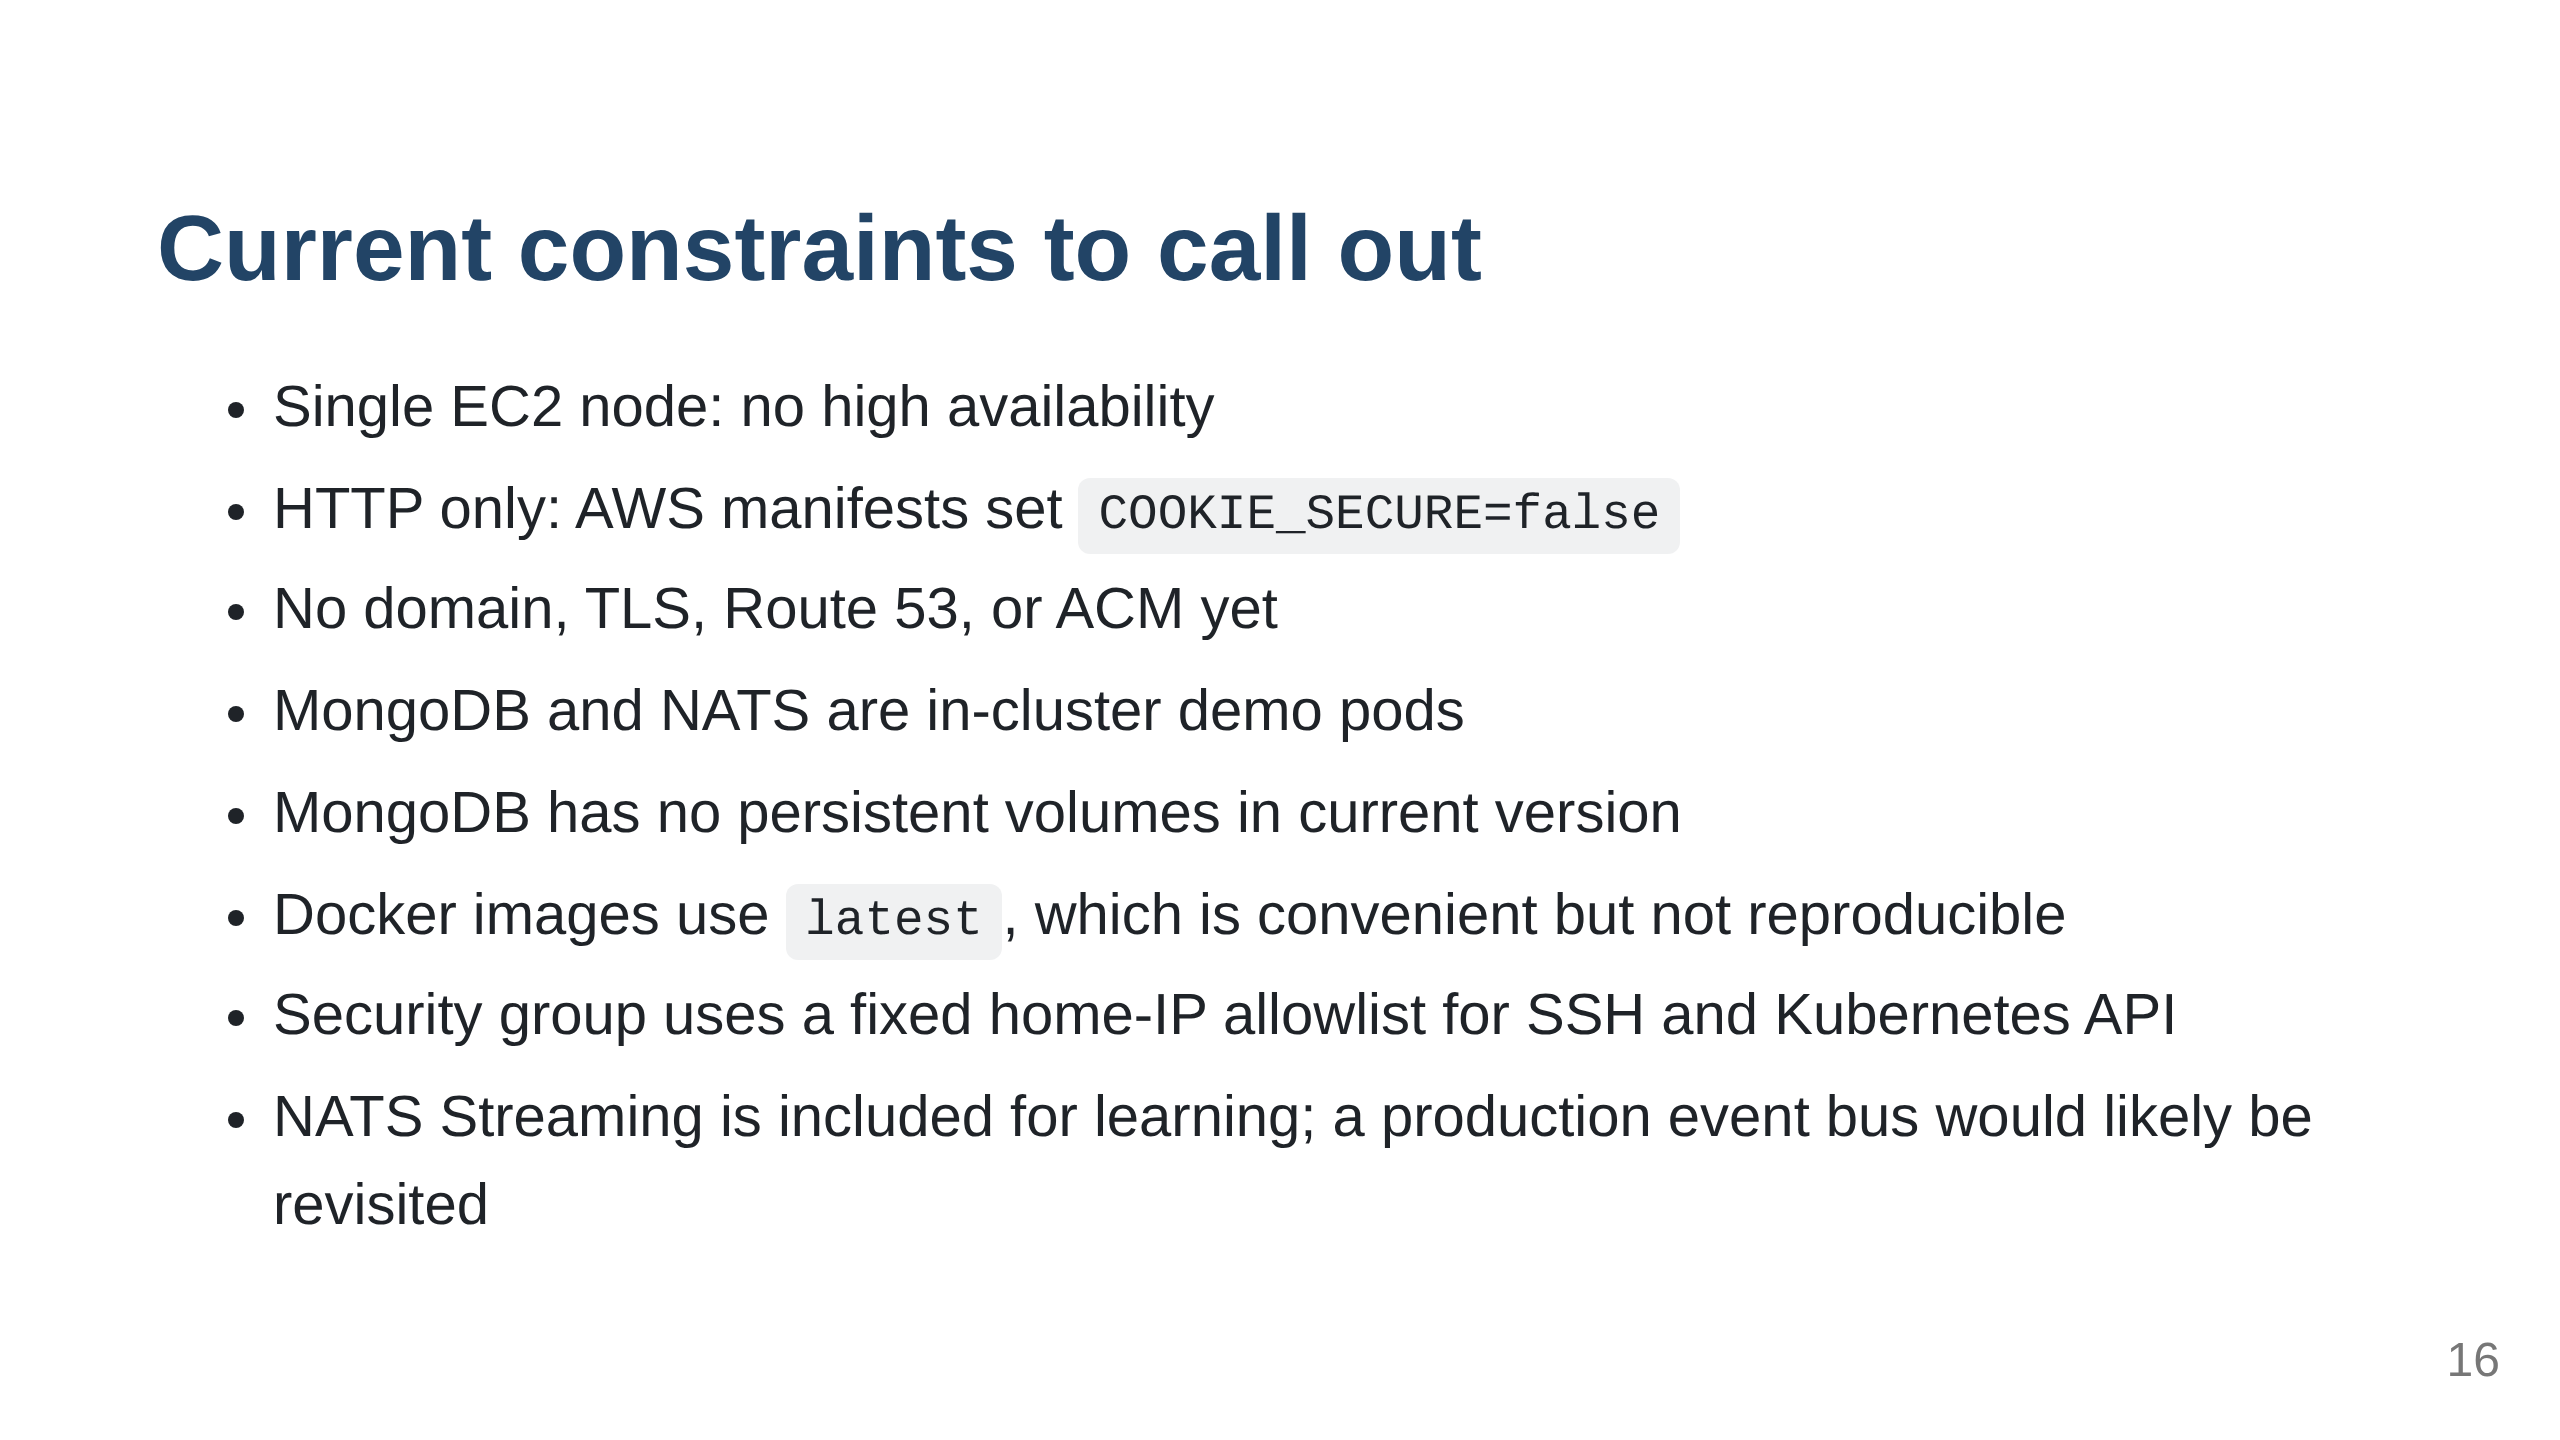 Current constraints to call out
• Single EC2 node: no high availability
• HTTP only: AWS manifests set COOKIE_SECURE=false
• No domain, TLS, Route 53, or ACM yet
• MongoDB and NATS are in-cluster demo pods
• MongoDB has no persistent volumes in current version
• Docker images use latest, which is convenient but not reproducible
• Security group uses a fixed home-IP allowlist for SSH and Kubernetes API
• NATS Streaming is included for learning; a production event bus would likely be
revisited
16